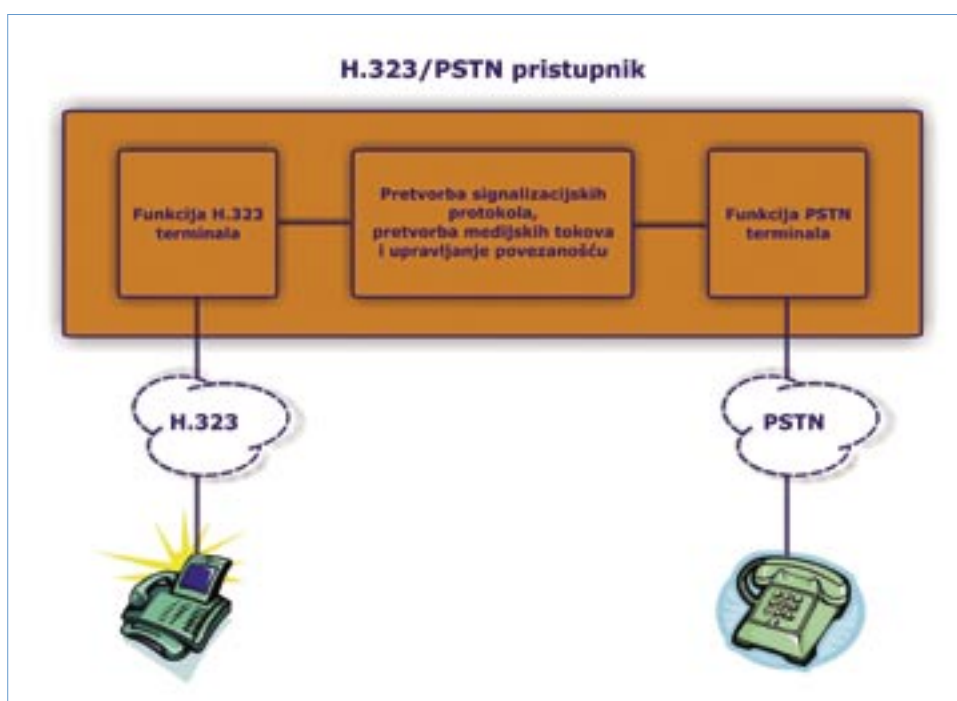 H.323/PSTN pristupnik
Funkcija H.323
terminala
Pretvorba signalizacijskih
protokola,
pretvorba medijskih tokova
i upravljanje povezanošću
Funkcija PSTN
terminala
H.323
PSTN